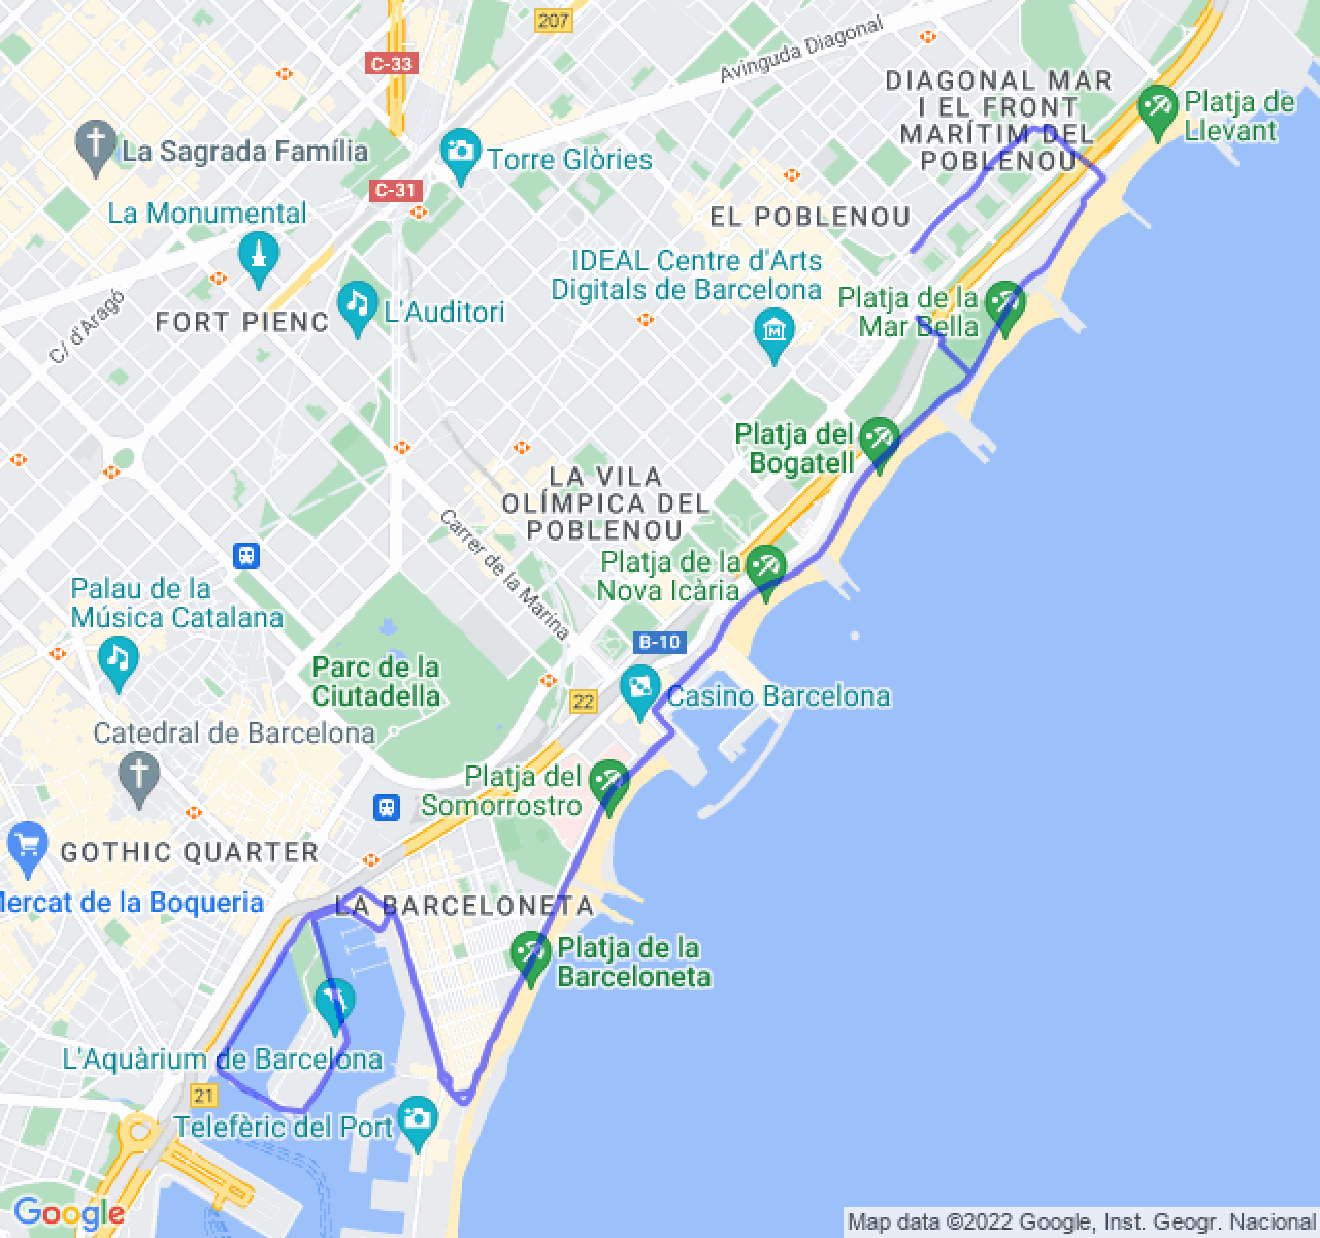 207
Avinguda Diagonal
C-33
DIAGONAL MAR
I EL FRONT
MARÍTIM DEL
POBLENOU
Platja de
Llevant
La Sagrada Família
Torre Glòries
C-31
La Monumental
EL POBLENOU
IDEAL Centre d'Arts
Digitals de Barcelona
Platja de la
Mar Bella
C/ d'Aragó
FORT PIENC
L'Auditori
Platja del
Bogatell
LA VILA
OLÍMPICA DEL
POBLENOU
Carrer de la Marina
Platja de la
Nova Icària
Palau de la
Música Catalana
B-10
Parc de la
Ciutadella
22
Casino Barcelona
Catedral de Barcelona
Platja del
Somorrostro
GOTHIC QUARTER
Mercat de la Boqueria
LA BARCELONETA
Platja de la
Barceloneta
L'Aquàrium de Barcelona
21
Telefèric del Port
Google
Map data ©2022 Google, Inst. Geogr. Nacional